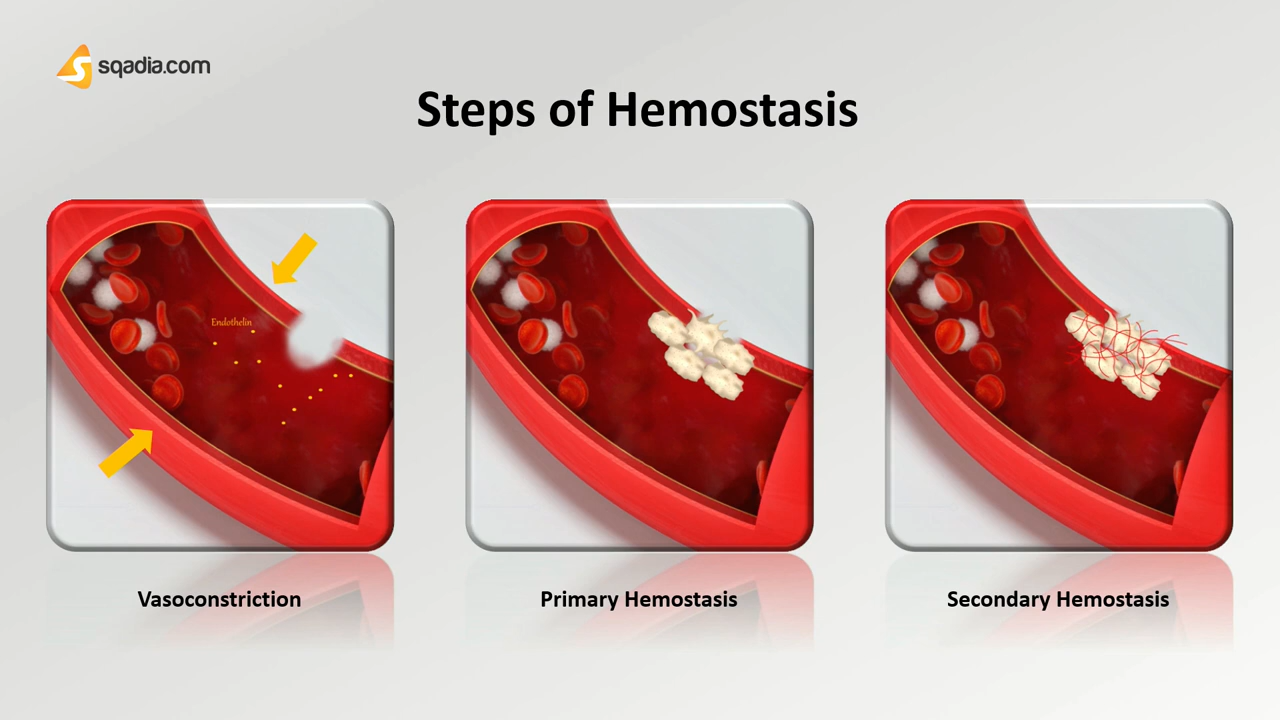 sqadia.com
Steps of Hemostasis
Endothelin
Vasoconstriction
Primary Hemostasis
Secondary Hemostasis